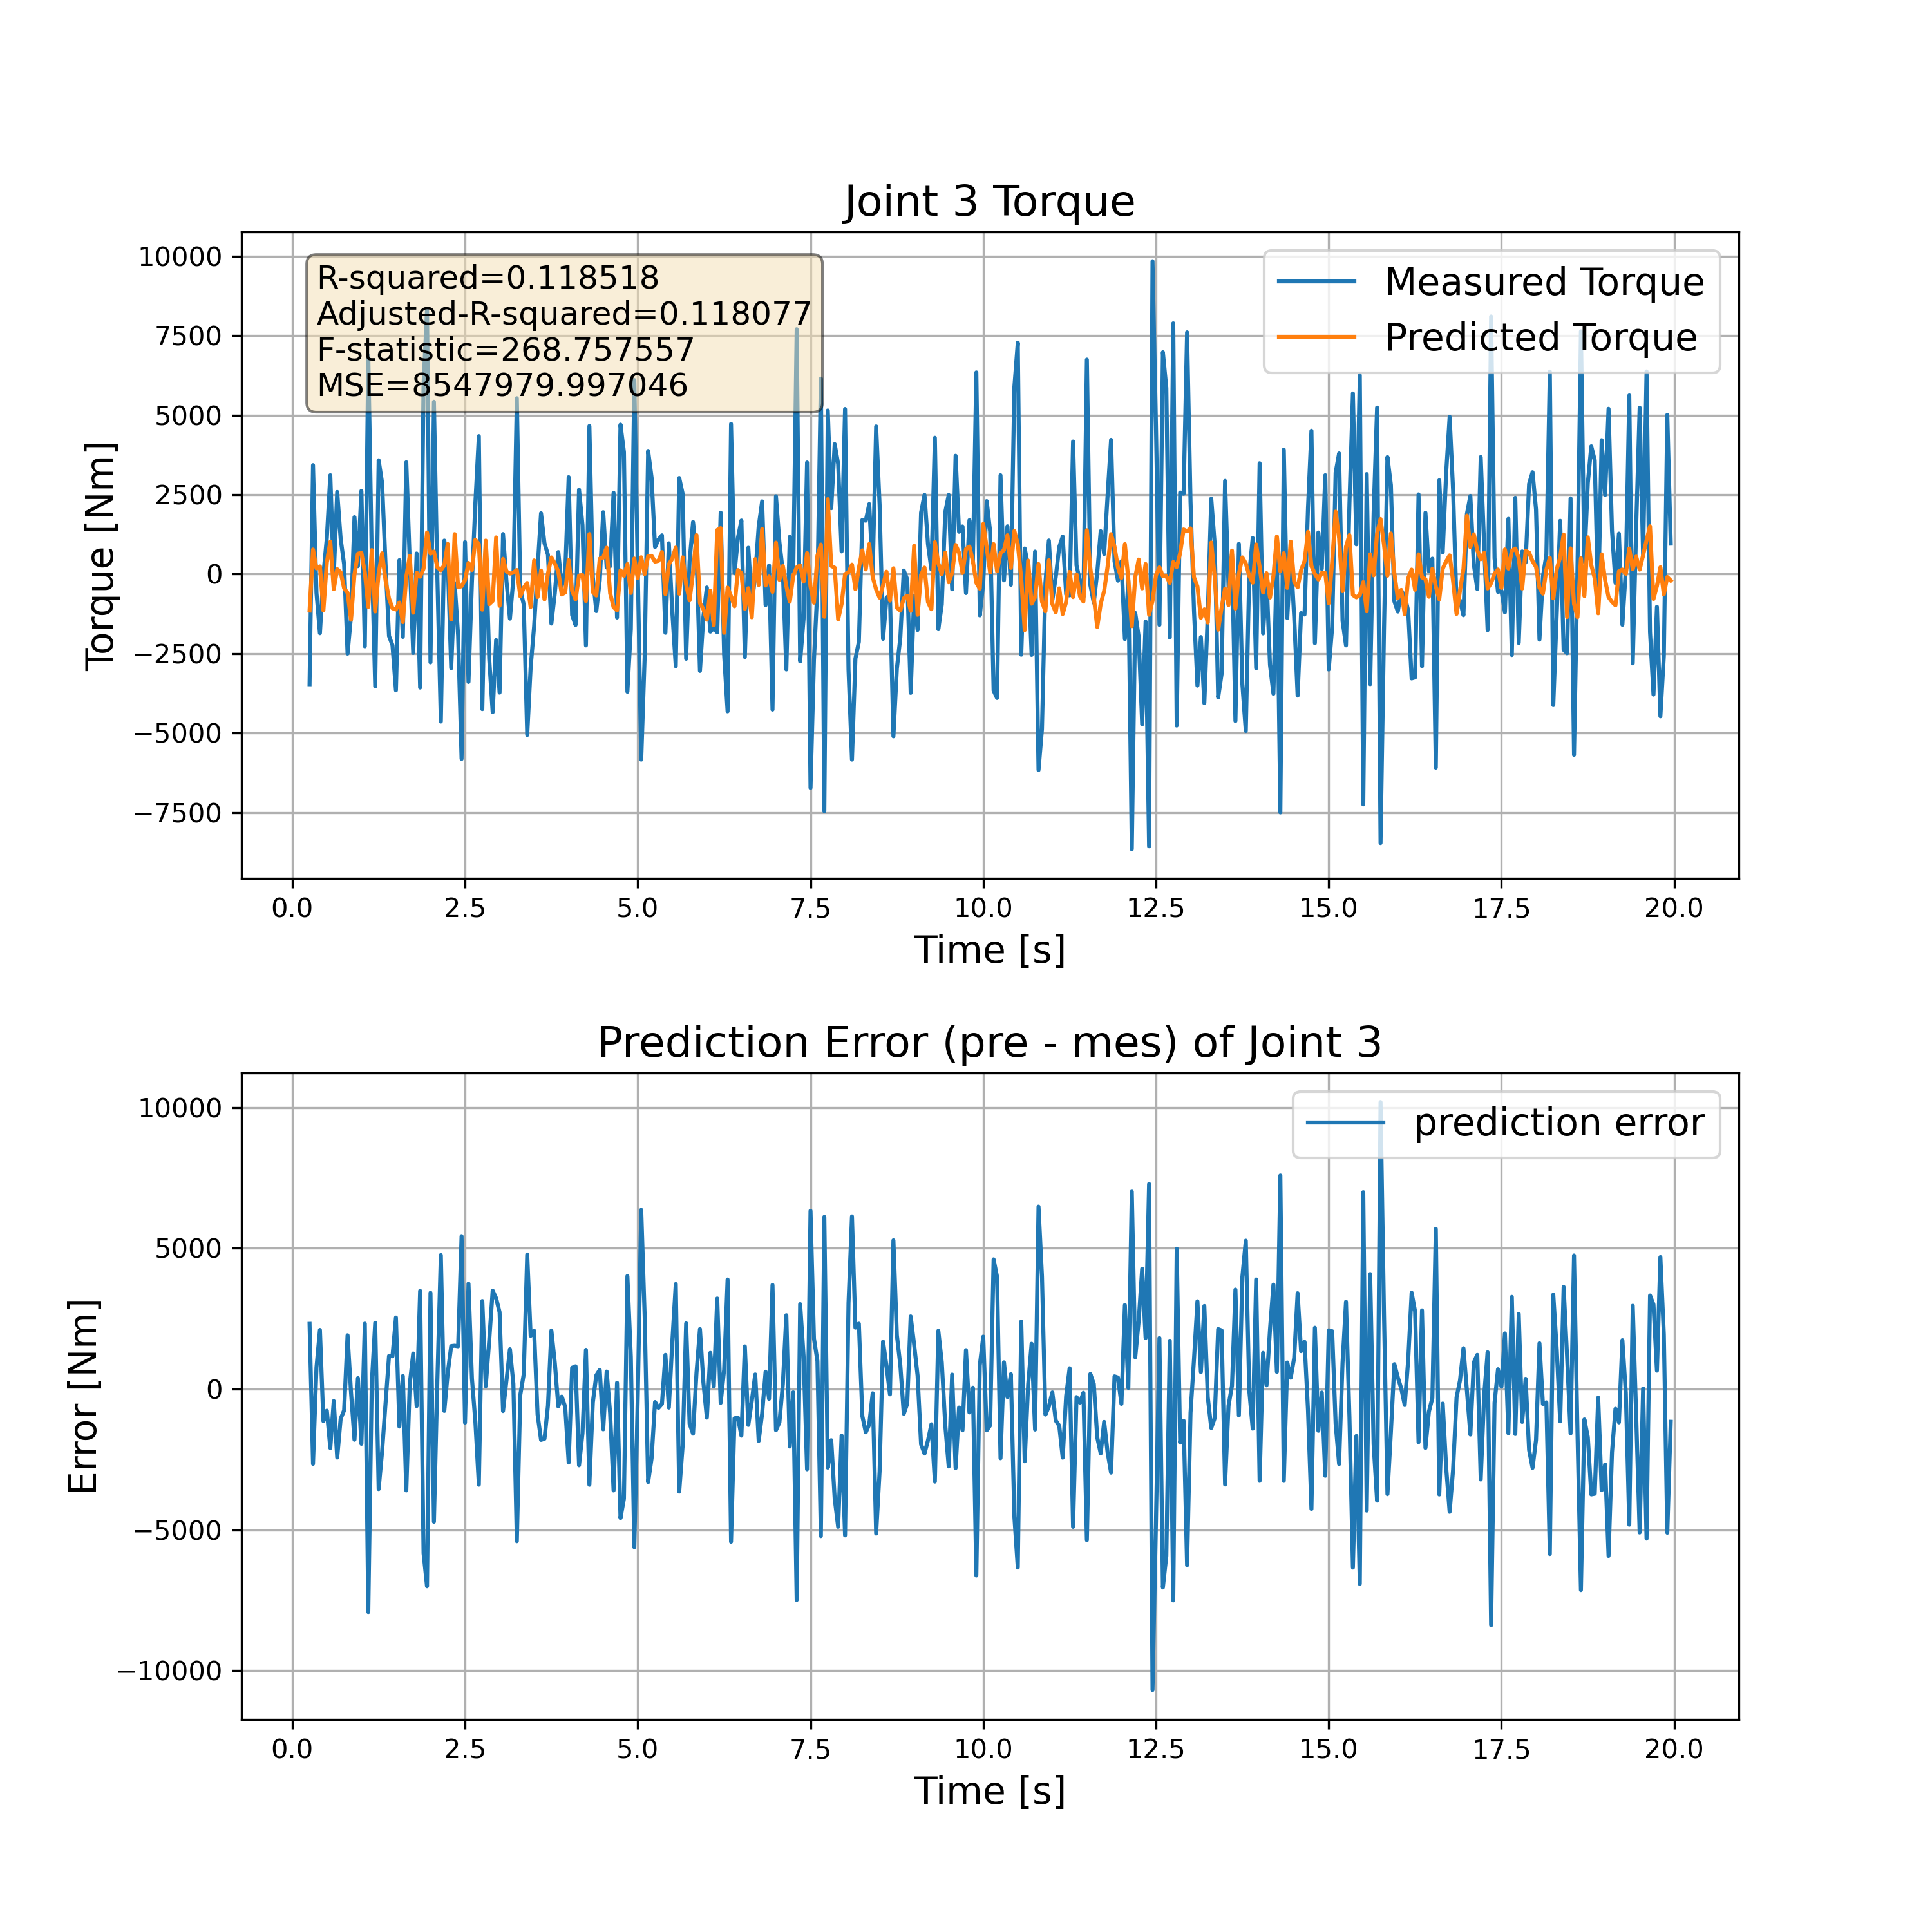 Joint 3 Torque
R-squared=0.118518
Adjusted-R-squared=0.118077
F-statistic=268.757557
MSE=8547979.997046
Measured Torque
Predicted Torque
10000
7500
5000
2500
0
−2500
−5000
−7500
Torque [Nm]
0.0 2.5 5.0 7.5 10.0 12.5 15.0 17.5 20.0
Time [s]
Prediction Error (pre - mes) of Joint 3
prediction error
10000
5000
0
−5000
−10000
Error [Nm]
0.0 2.5 5.0 7.5 10.0 12.5 15.0 17.5 20.0
Time [s]